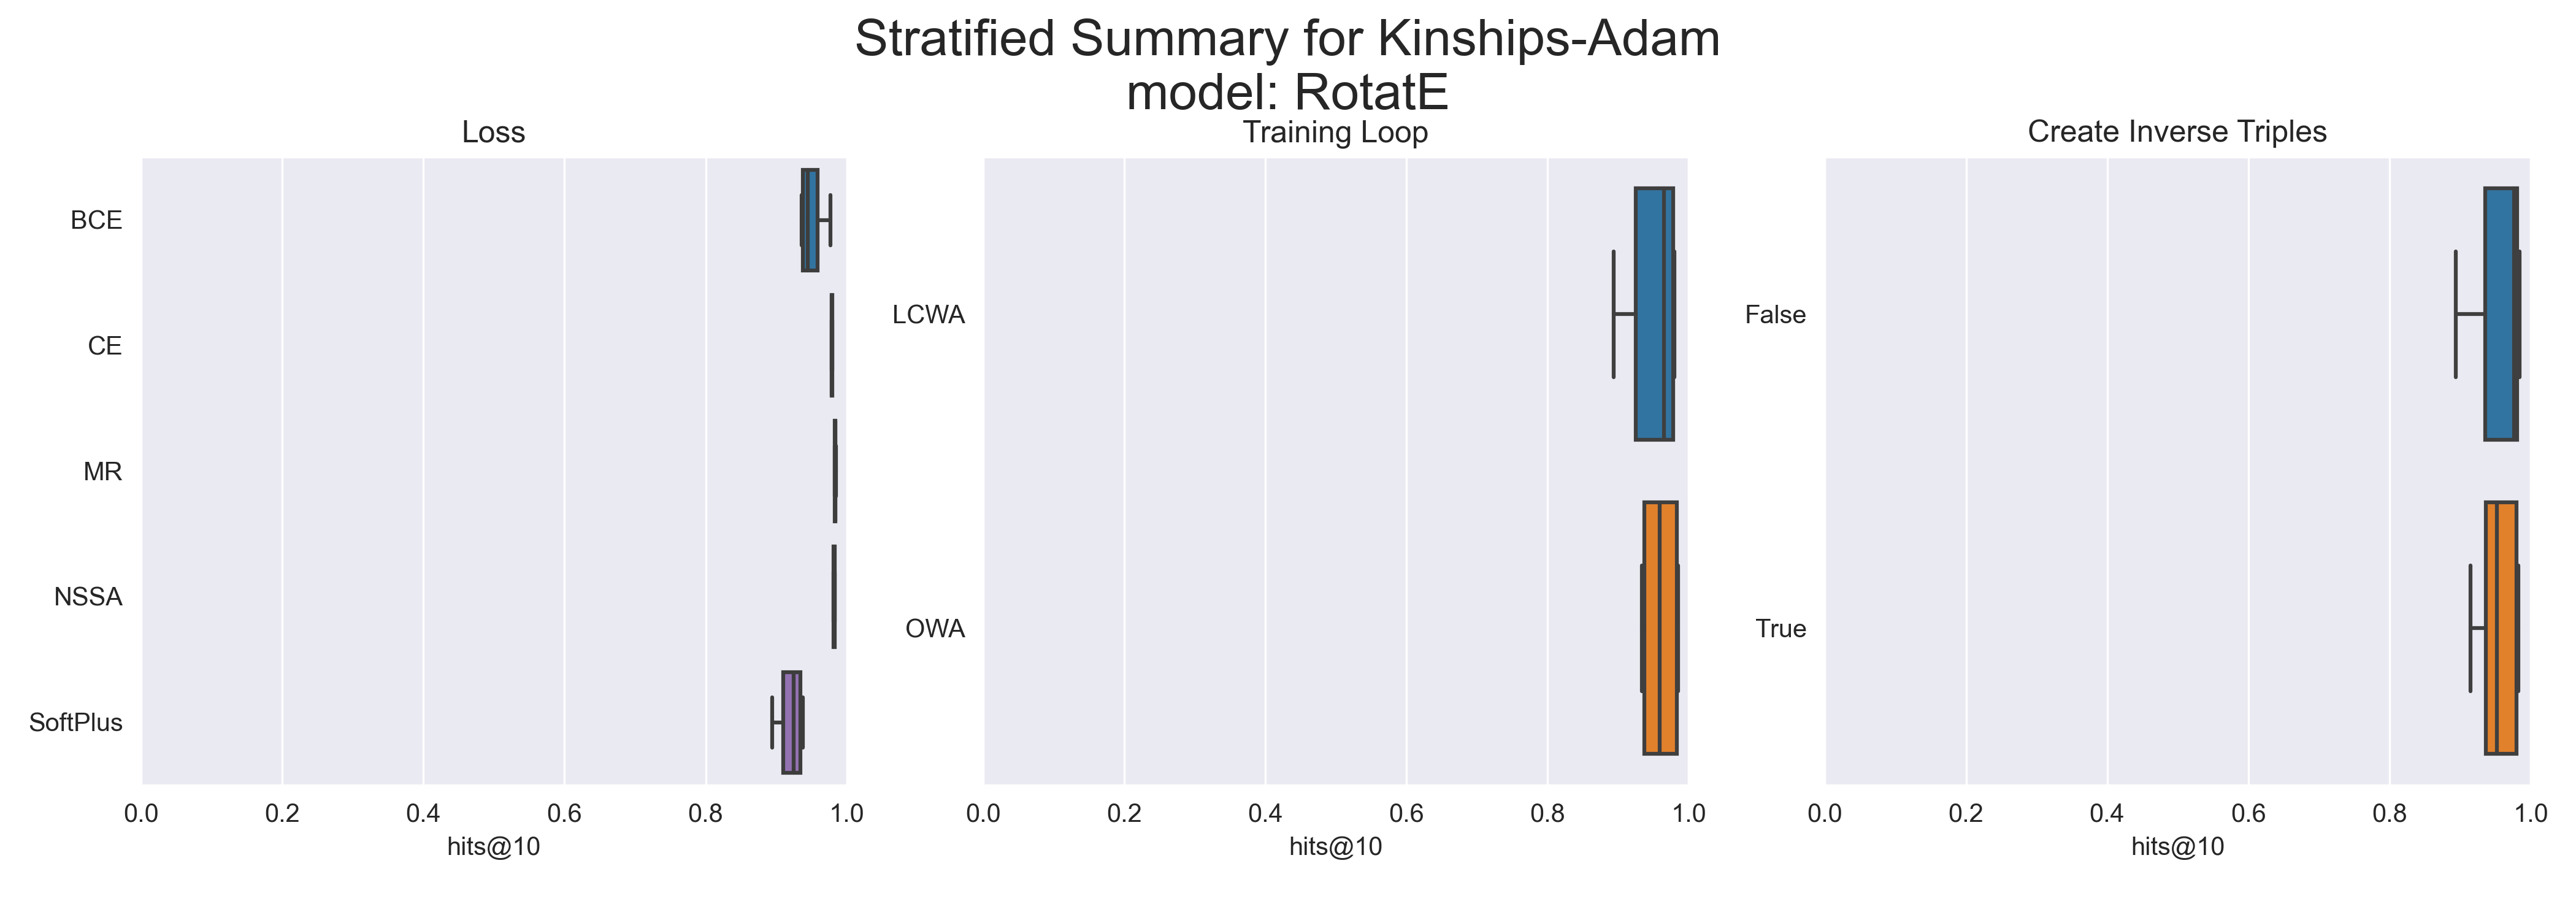 Stratified Summary for Kinships-Adam
model: RotatE
Loss
BCE
CE
MR
NSSA
SoftPlus
0.0 0.2 0.4 0.6 0.8 1.0
hits@10
Training Loop
LCWA
OWA
0.0 0.2 0.4 0.6 0.8 1.0
hits@10
Create Inverse Triples
False
True
0.0 0.2 0.4 0.6 0.8 1.0
hits@10